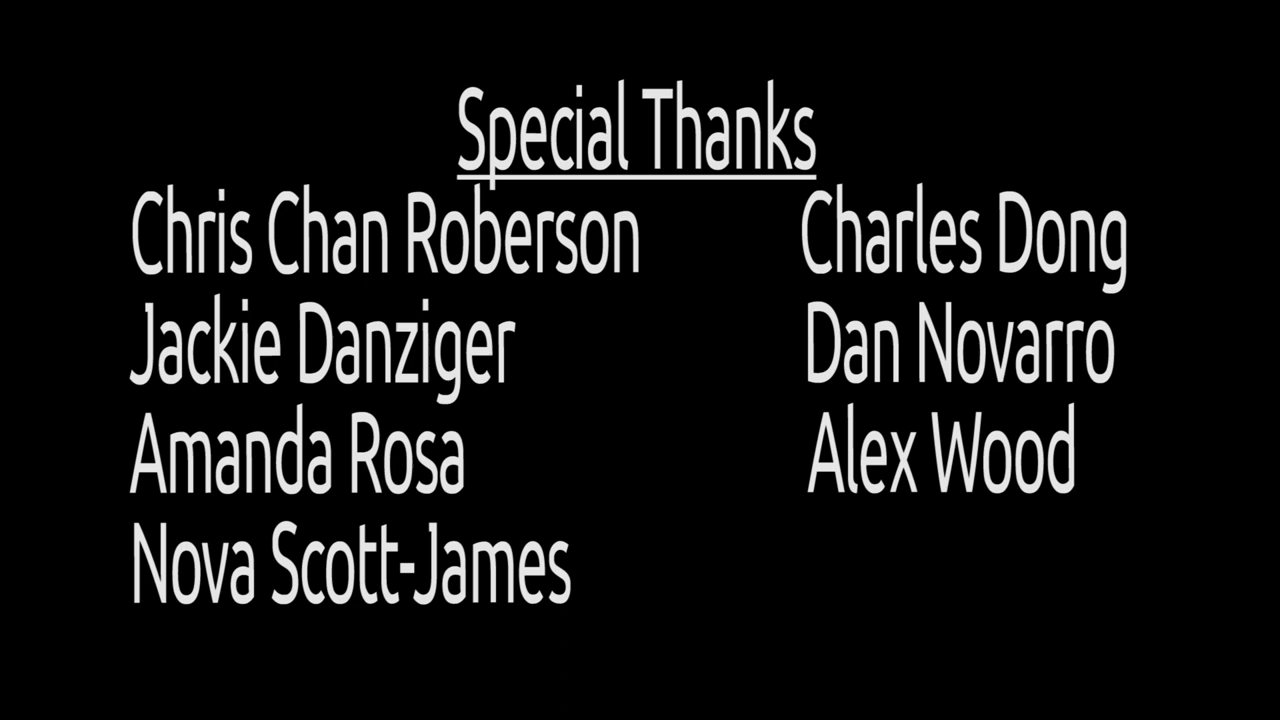 Special Thanks
Chris Chan Roberson
Jackie Danziger
Amanda Rosa
Nova Scott-James
Charles Dong
Dan Novarro
Alex Wood